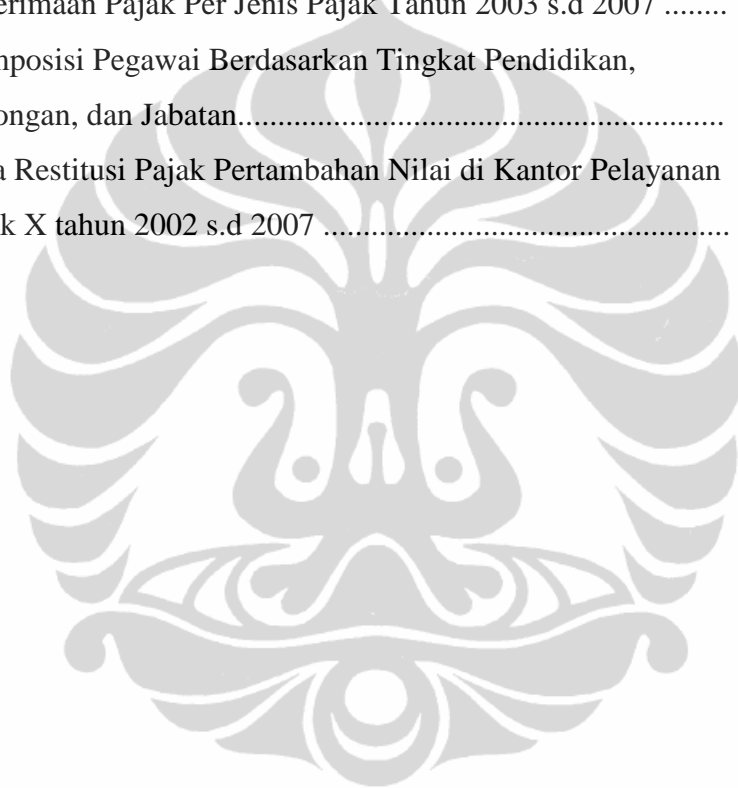 erimaan Pajak Per Jenis Pajak Tahun 2003 s.d 2007 ........
nposisi Pegawai Berdasarkan Tingkat Pendidikan,
ongan, dan Jabatan.............................................................
a Restitusi Pajak Pertambahan Nilai di Kantor Pelayanan
k X tahun 2002 s.d 2007 ...................................................